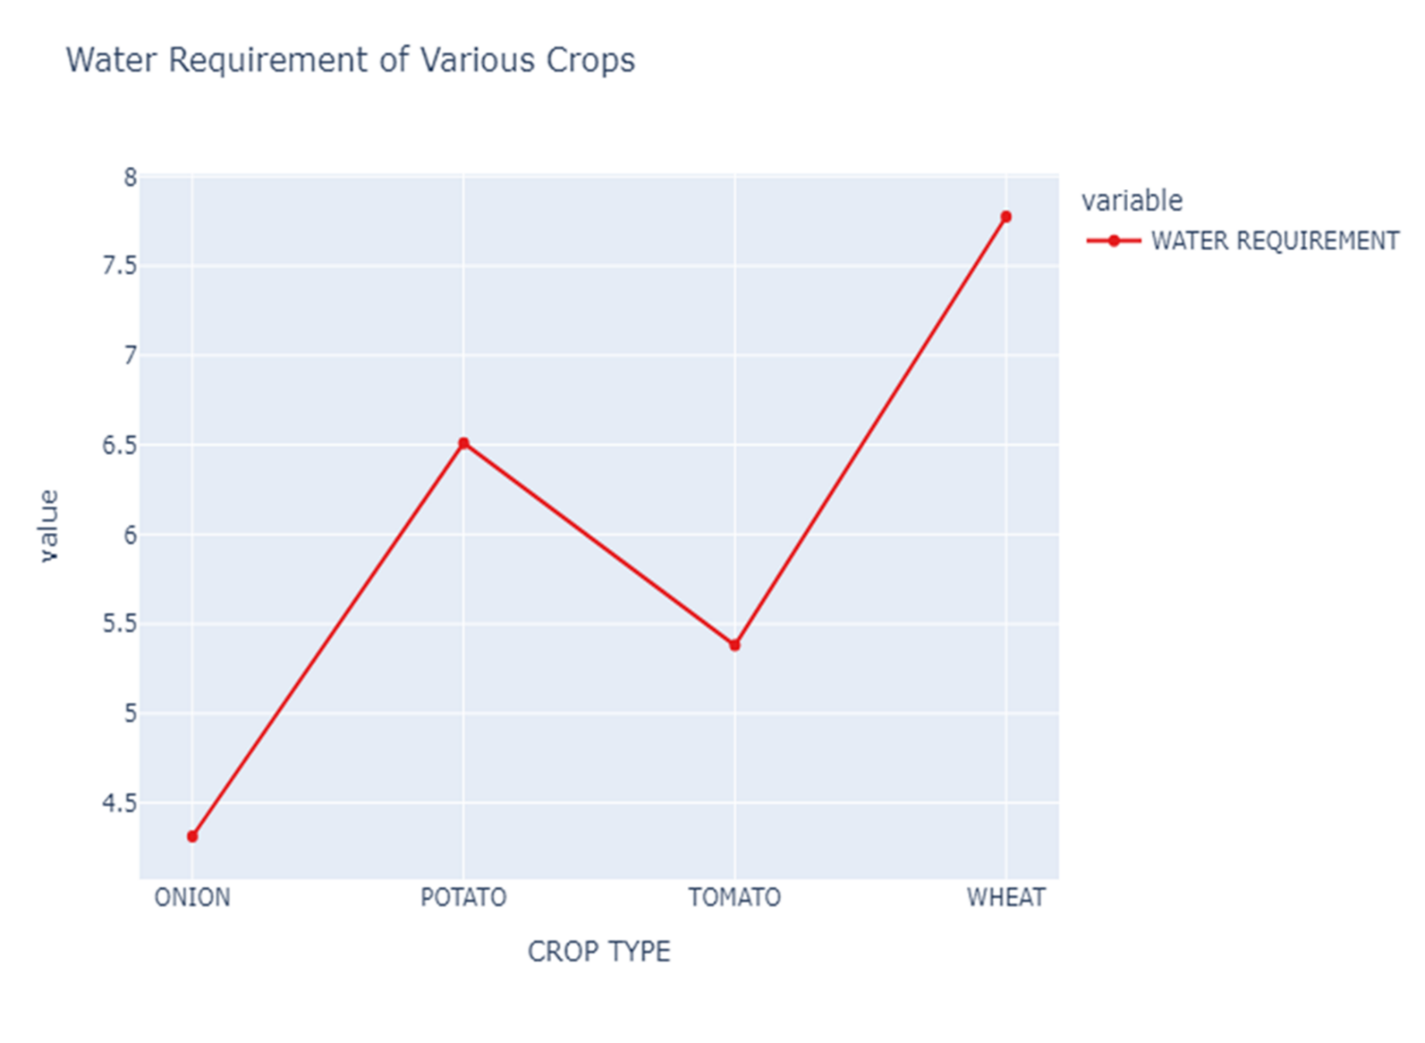 Water Requirement of Various Crops
8
7.5
7
6.5
6
5.5
5
4.5
value
ONION POTATO TOMATO WHEAT
CROP TYPE
variable
WATER REQUIREMENT